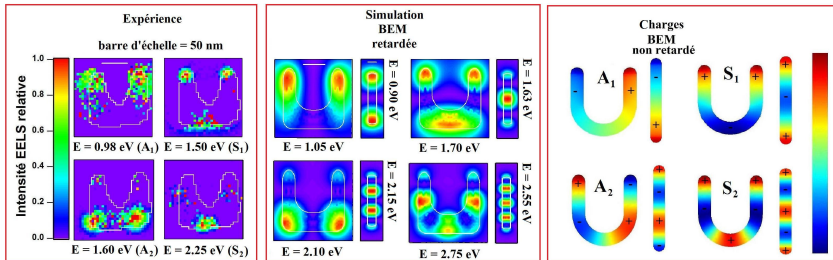 Expérience
barre d'échelle = 50 nm
Intensité EELS relative
1.0
0.8
0.6
0.4
0.2
0.0
E = 0.98 eV (A1)
E = 1.50 eV (S1)
E = 1.60 eV (A2)
E = 2.25 eV (S2)
Simulation
BEM
retardée
E = 0.90 eV
E = 1.63 eV
E = 1.05 eV
E = 1.70 eV
E = 2.15 eV
E = 2.55 eV
E = 2.10 eV
E = 2.75 eV
Charges
BEM
non retardé
- A1 + - +
+ S1 + + - +
+ A2 - - + - + - +
+ S2 + - - + + - + - +